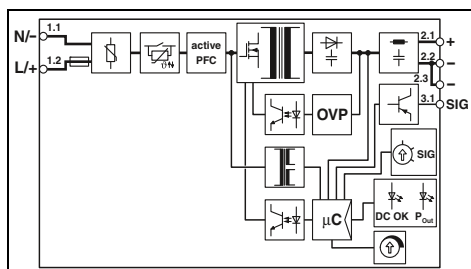 N/− 1.1
L/+ 1.2
active
PFC
2.1 +
2.2 −
2.3 −
3.1 SIG
OVP
SIG
ϑ
µC
DC OK P_Out